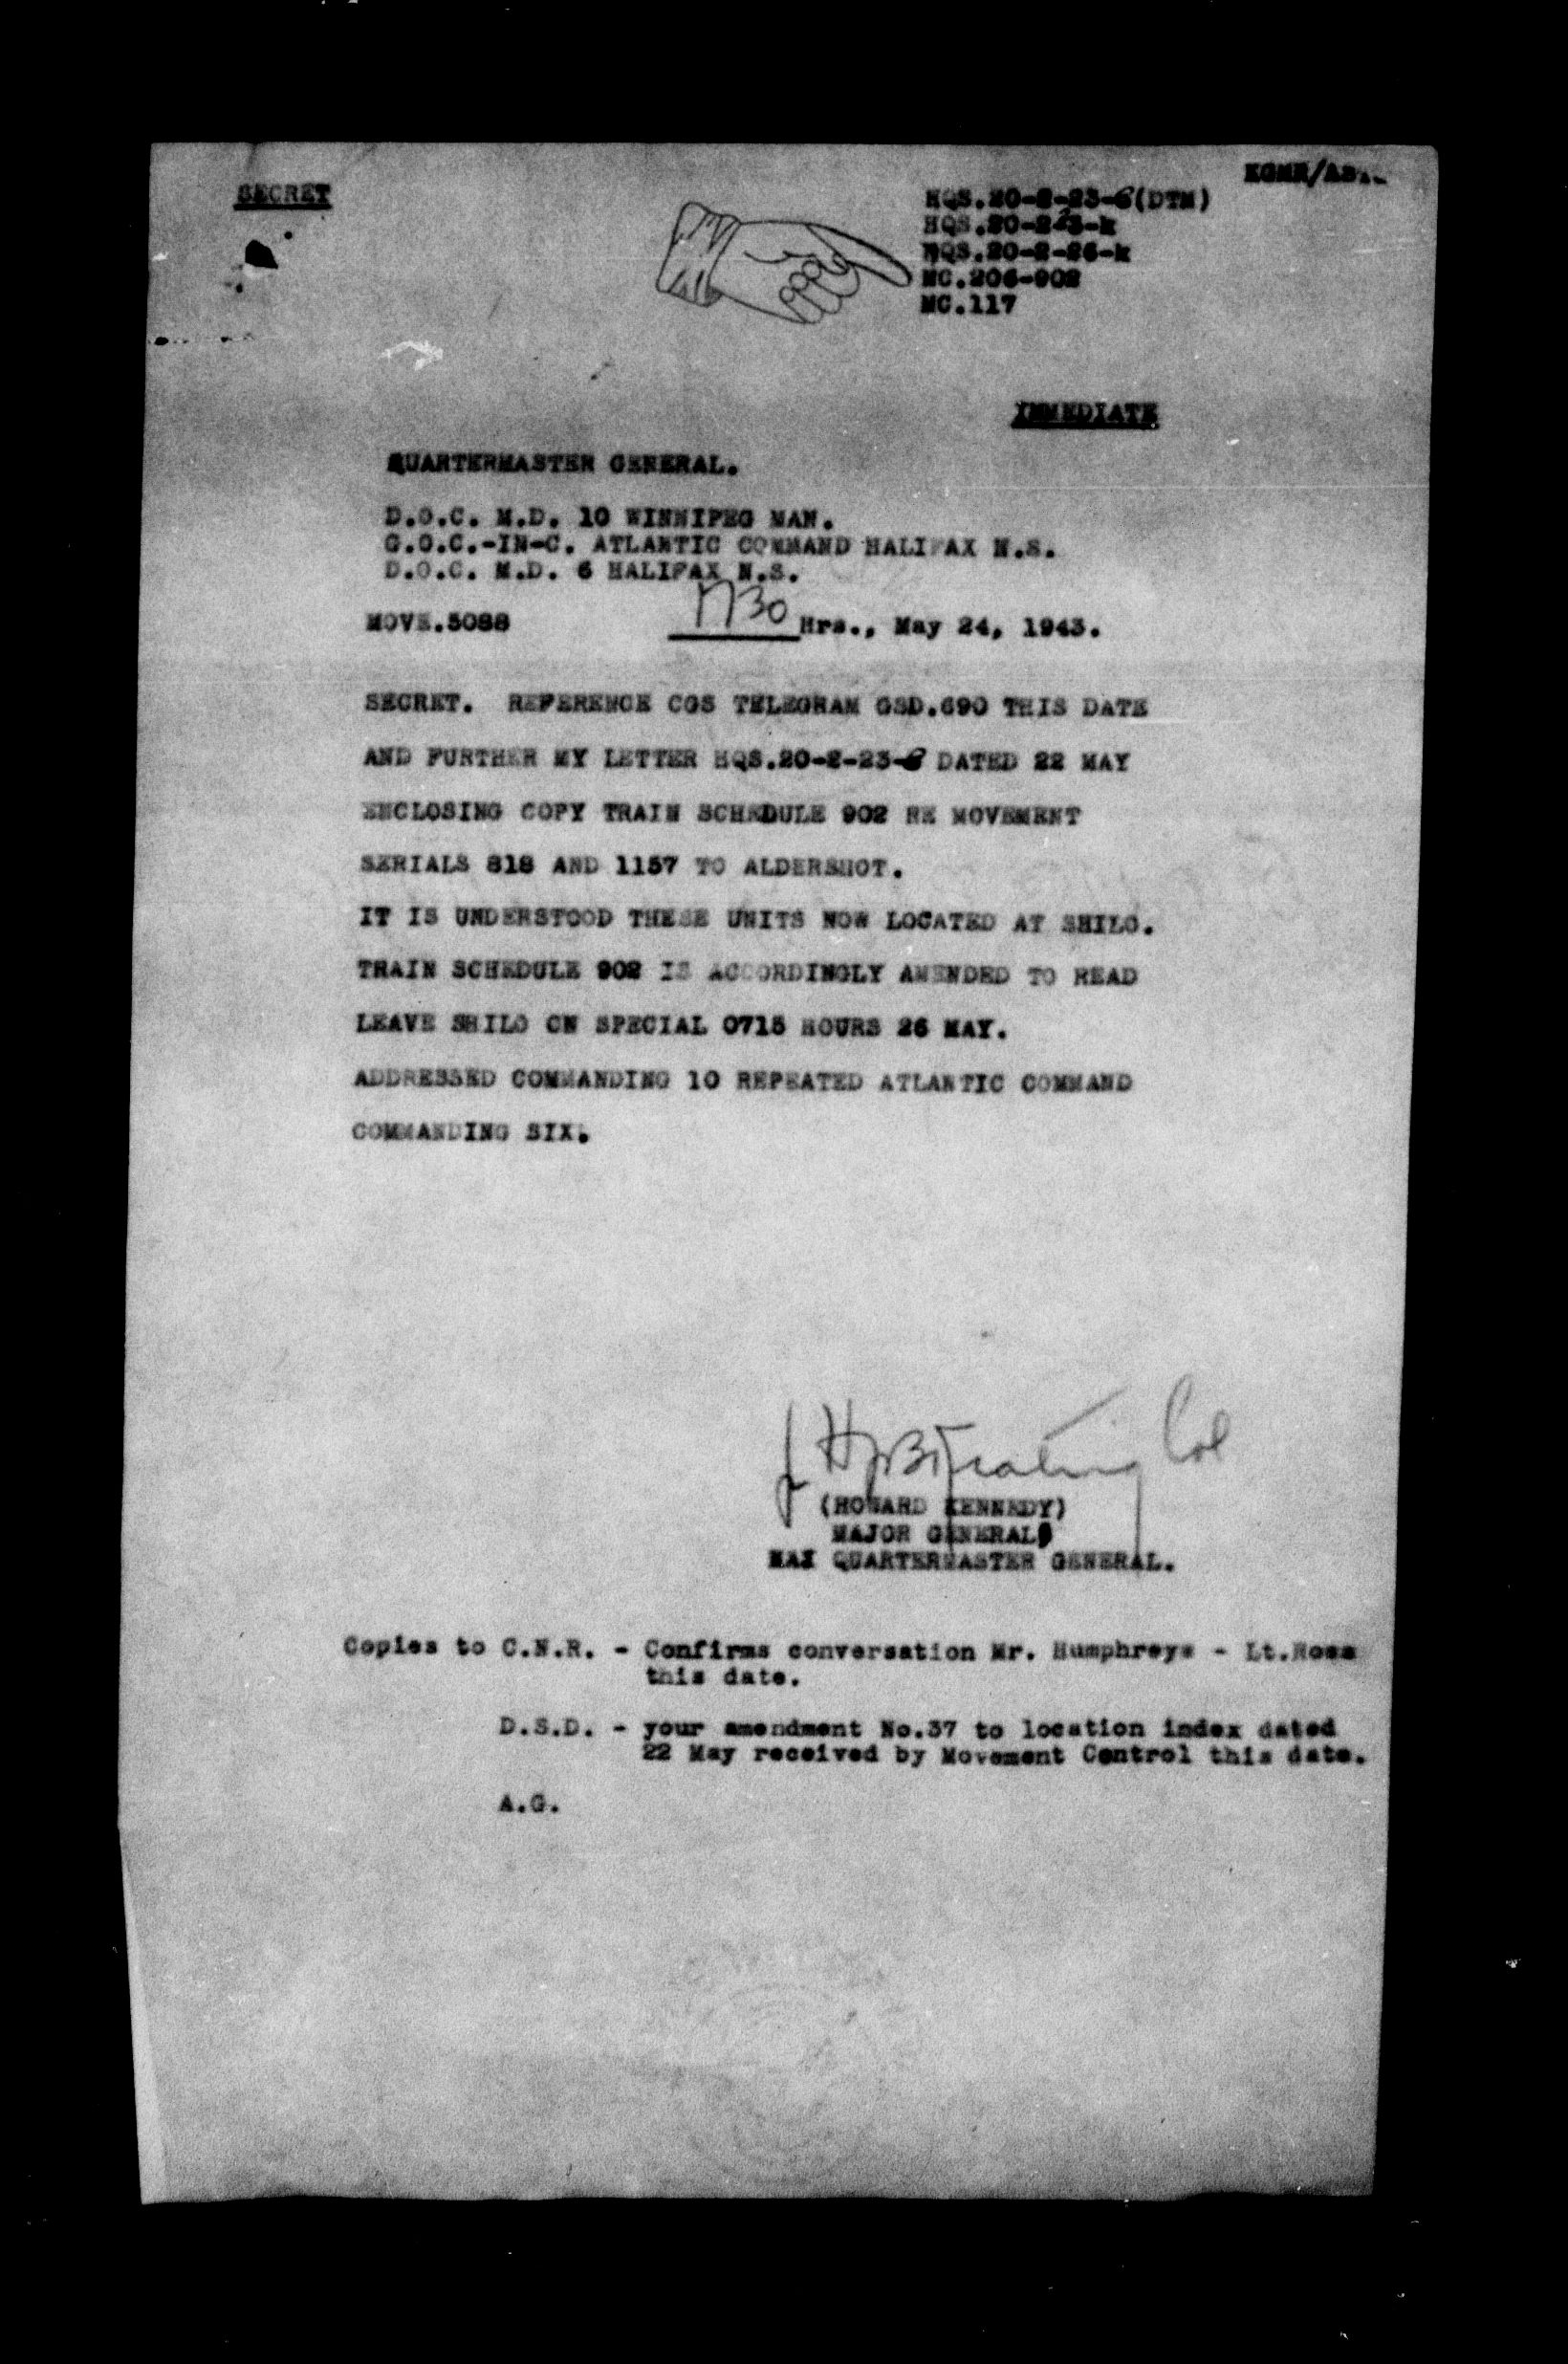 SECRET
HQS.20-2-23-6(DTM)
HQS.20-2-3-K
HQS.20-2-26-K
MC.206-902
MC.117
IMMEDIATE
QUARTERMASTER GENERAL.
D.O.C. M.D. 10 WINNIPEG MAN.
G.O.C.-IN-C. ATLANTIC COMMAND HALIFAX N.S.
D.O.C. M.D. 6 HALIFAX N.S.
MOVE.5088 1730 Hrs., May 24, 1943.
SECRET. REFERENCE CGS TELEGRAM GSD.690 THIS DATE
AND FURTHER MY LETTER HQS.20-2-23-6 DATED 22 MAY
ENCLOSING COPY TRAIN SCHEDULE 902 RE MOVEMENT
SERIALS 818 AND 1157 TO ALDERSHOT.
IT IS UNDERSTOOD THESE UNITS NOW LOCATED AT SHILO.
TRAIN SCHEDULE 902 IS ACCORDINGLY AMENDED TO READ
LEAVE SHILO ON SPECIAL 0715 HOURS 26 MAY.
ADDRESSED COMMANDING 10 REPEATED ATLANTIC COMMAND
COMMANDING SIX.
Col
(HOWARD KENNEDY)
MAJOR GENERAL
QUARTERMASTER GENERAL.
Copies to C.N.R. - Confirms conversation Mr. Humphreys - Lt.Ross
this date.
D.S.D. - your amendment No.37 to location index dated
22 May received by Movement Control this date.
A.G.